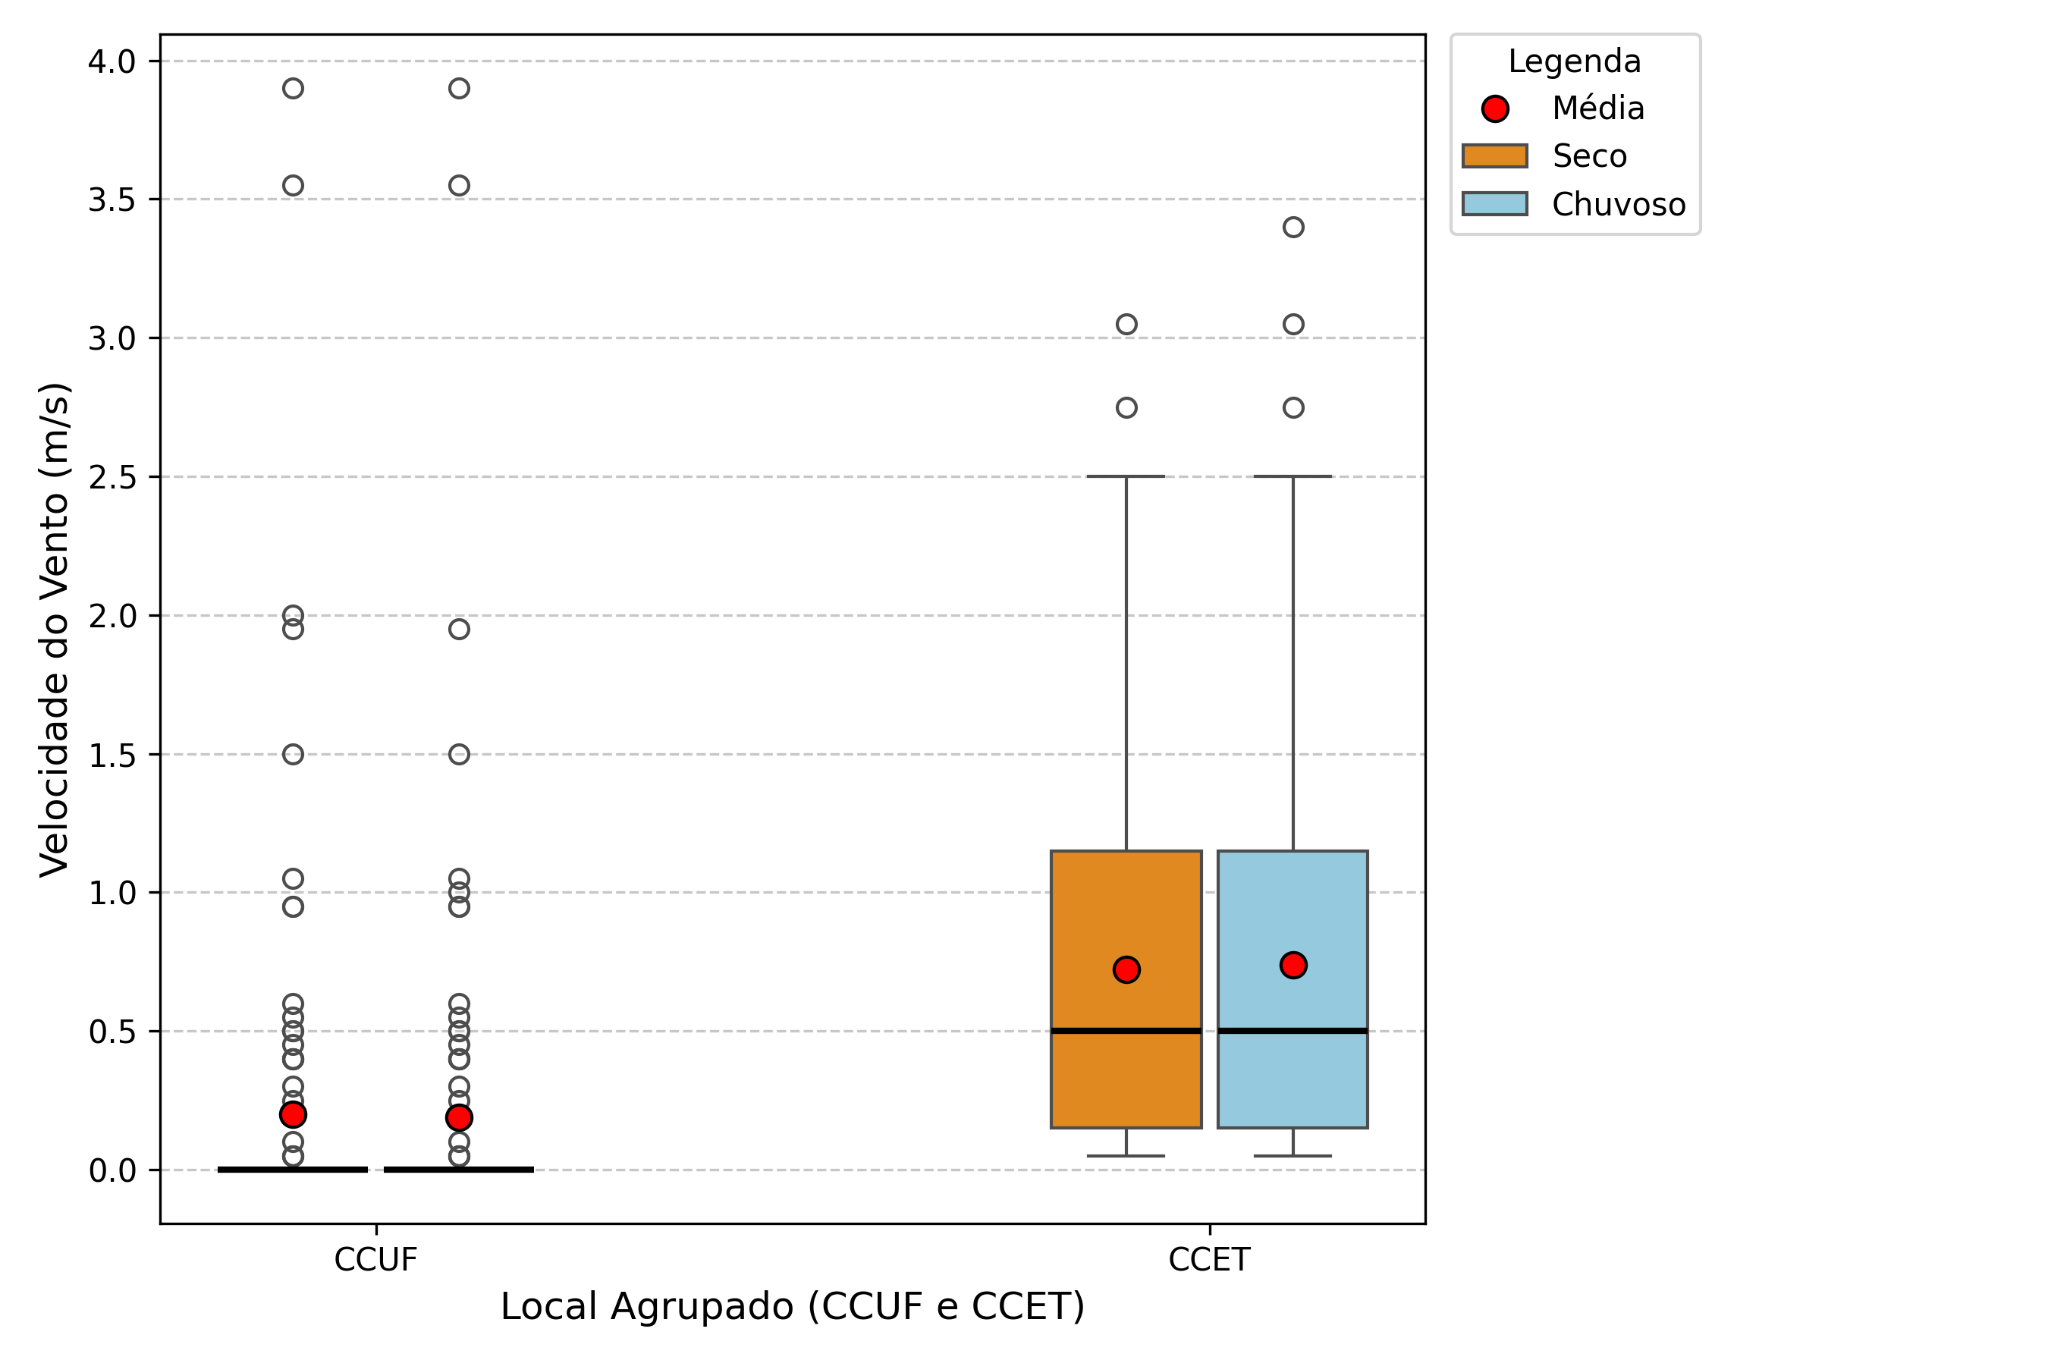 4.0
3.5
3.0
2.5
2.0
1.5
1.0
0.5
0.0
Velocidade do Vento (m/s)
CCUF
CCET
Local Agrupado (CCUF e CCET)
Legenda
Média
Seco
Chuvoso